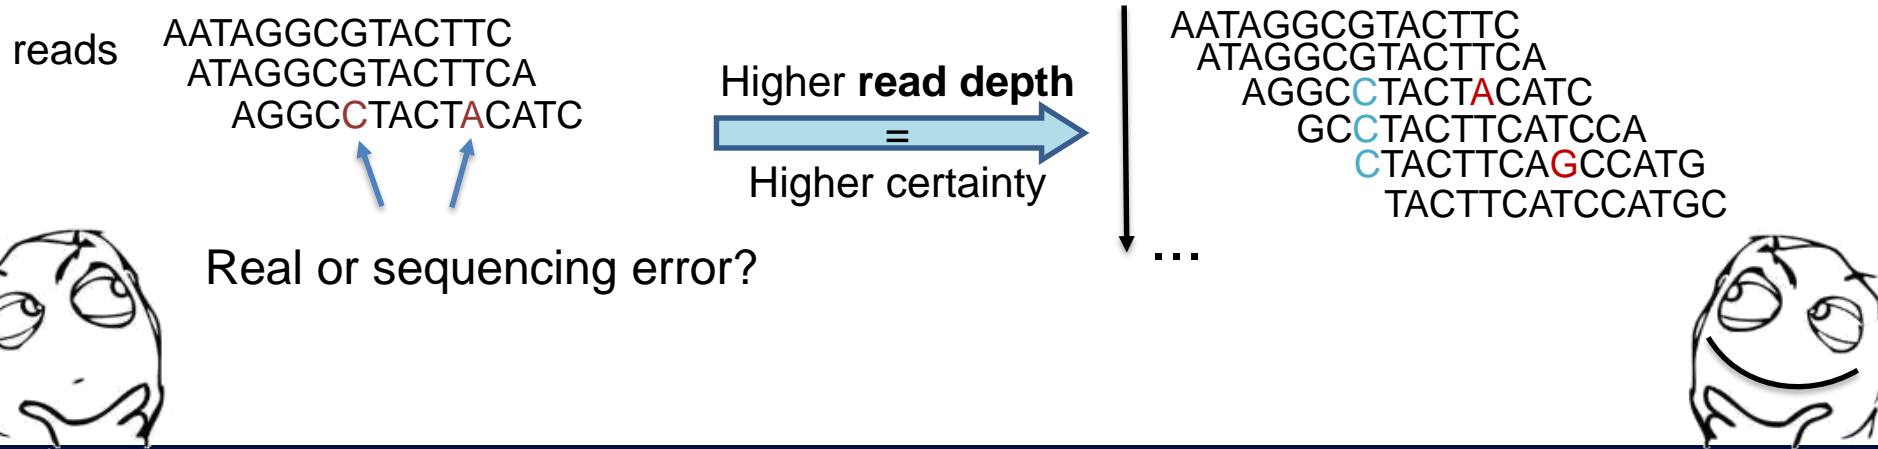 reads
AATAGGCGTACTTC
ATAGGCGTACTTCA
AGGCCTACTACATC
Real or sequencing error?
Higher read depth
=
Higher certainty
AATAGGCGTACTTC
ATAGGCGTACTTCA
AGGCCTACTACATC
GCCTACTTCATCCA
CTACTTCAGCCATG
TACTTCATCCATGC
...